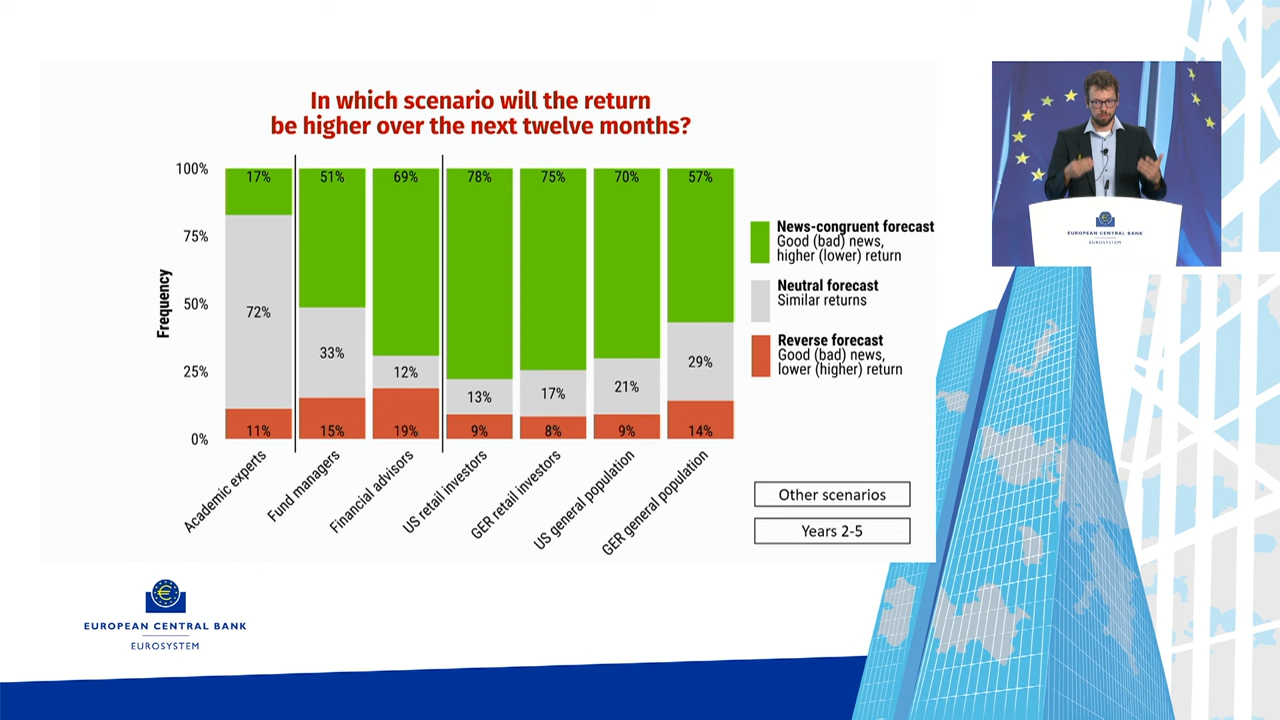 In which scenario will the return
be higher over the next twelve months?
100%
75%
50%
25%
0%
Frequency
17%
51%
69%
78%
75%
70%
57%
72%
33%
12%
13%
17%
21%
29%
11%
15%
19%
9%
8%
9%
14%
Academic experts
Fund managers
Financial advisors
US retail investors
GER retail investors
US general population
GER general population
News-congruent forecast
Good (bad) news,
higher (lower) return
Neutral forecast
Similar returns
Reverse forecast
Good (bad) news,
lower (higher) return
Other scenarios
Years 2-5
EUROPEAN CENTRAL BANK
EUROSYSTEM
EUROPEAN CENTRAL BANK
EUROSYSTEM